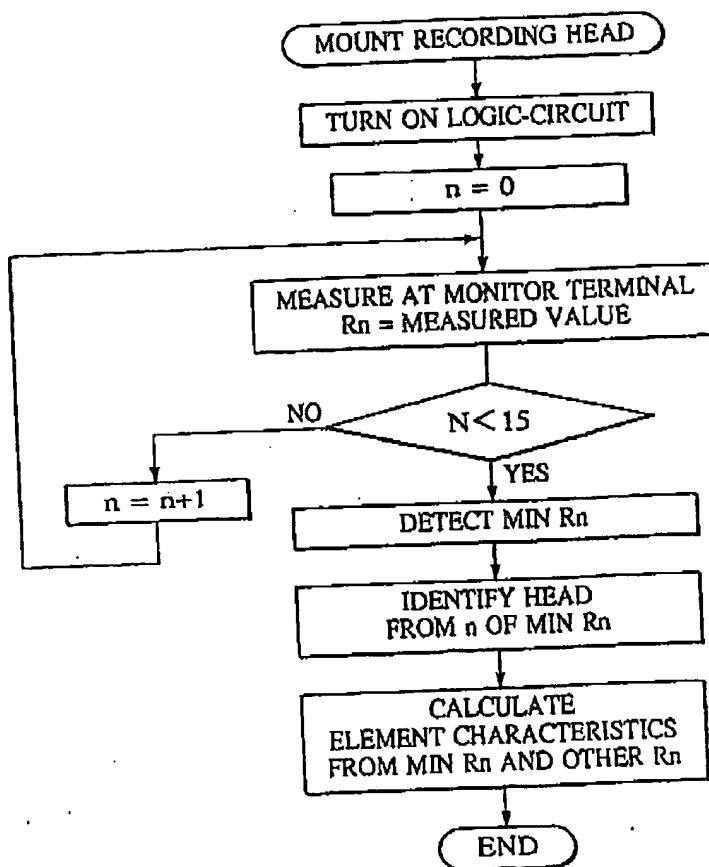 MOUNT RECORDING HEAD
TURN ON LOGIC-CIRCUIT
n = 0
MEASURE AT MONITOR TERMINAL
Rn = MEASURED VALUE
N<15
NO
YES
n = n+1
DETECT MIN Rn
IDENTIFY HEAD
FROM n OF MIN Rn
CALCULATE
ELEMENT CHARACTERISTICS
FROM MIN Rn AND OTHER Rn
END